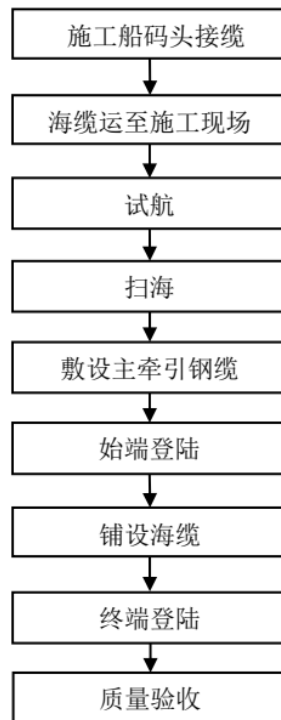 施工船码头接缆
海缆运至施工现场
试航
扫海
敷设主牵引钢缆
始端登陆
铺设海缆
终端登陆
质量验收